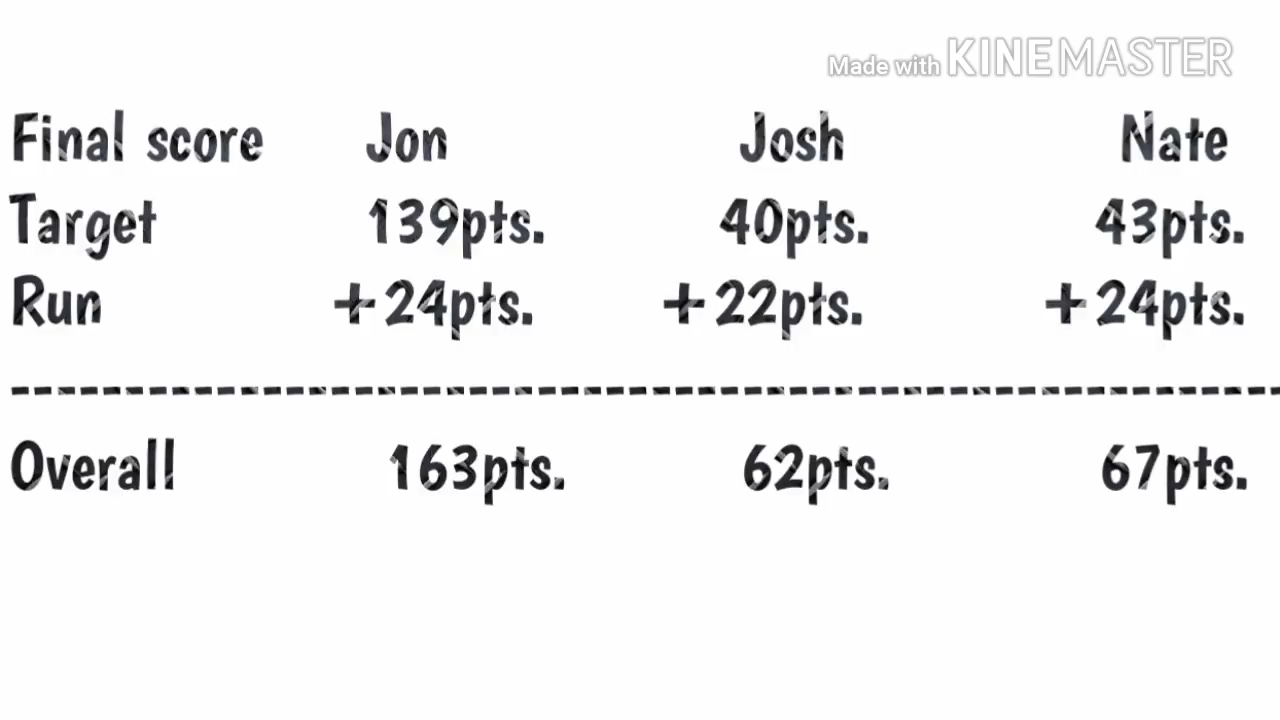 Made with KINEMASTER
Final score Jon Josh Nate
Target 139pts. 40pts. 43pts.
Run +24pts. +22pts. +24pts.
--------------------------------------------------------
Overall 163pts. 62pts. 67pts.